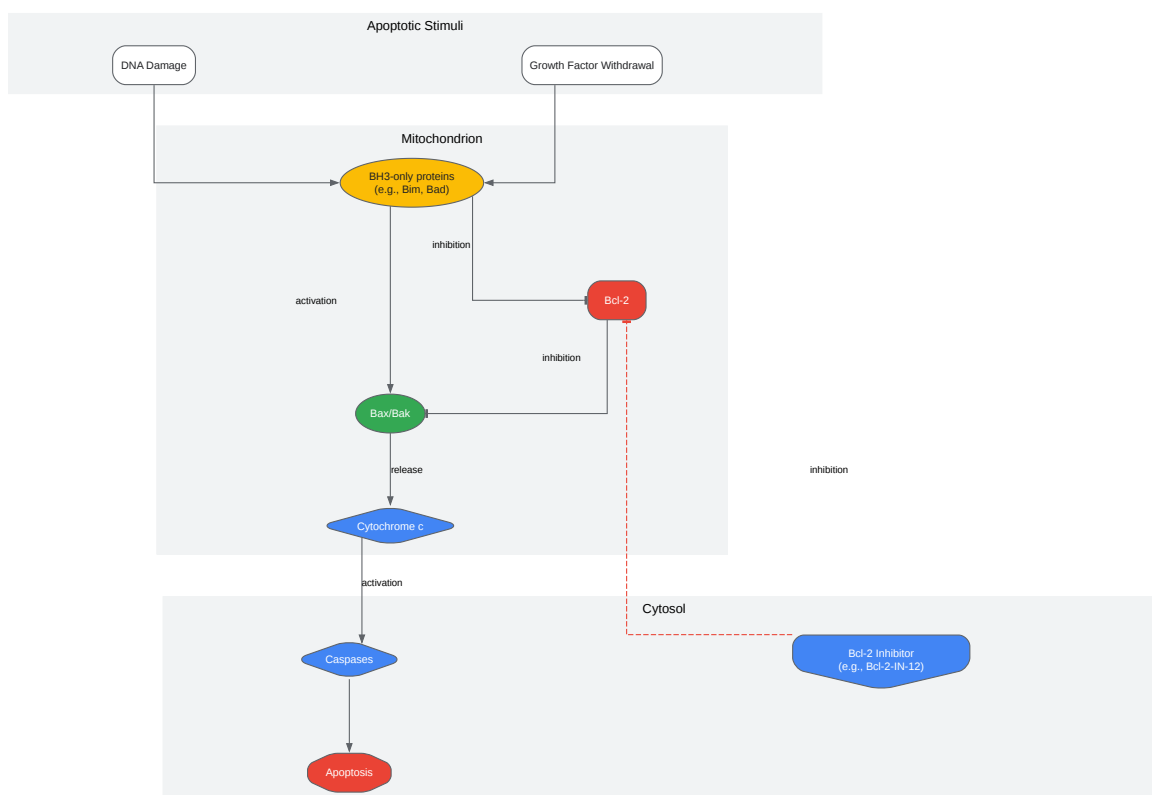 Apoptotic Stimuli
DNA Damage
Growth Factor Withdrawal
Mitochondrion
BH3-only proteins
(e.g., Bim, Bad)
inhibition
activation
Bcl-2
inhibition
Bax/Bak
release
inhibition
Cytochrome c
activation
Cytosol
Caspases
Bcl-2 Inhibitor
(e.g., Bcl-2-IN-12)
Apoptosis